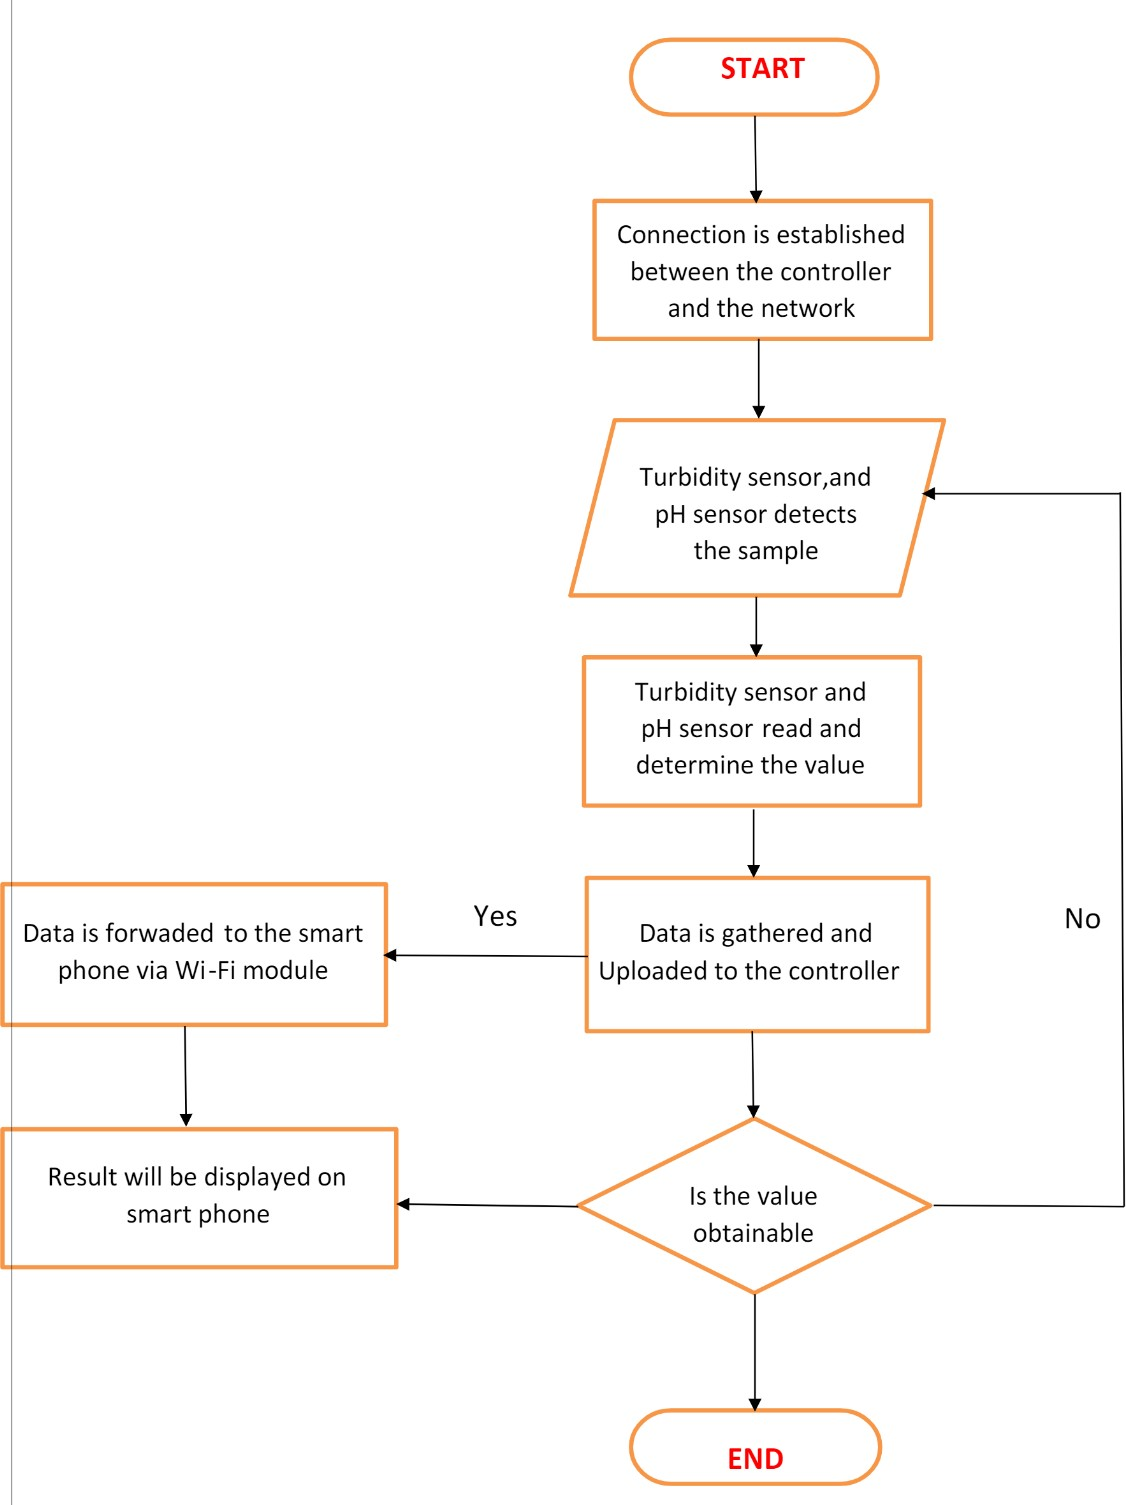 START
Connection is established
between the controller
and the network
Turbidity sensor,and
pH sensor detects
the sample
Turbidity sensor and
pH sensor read and
determine the value
Data is gathered and
Uploaded to the controller
Yes
No
Data is forwaded to the smart
phone via Wi-Fi module
Result will be displayed on
smart phone
Is the value
obtainable
END